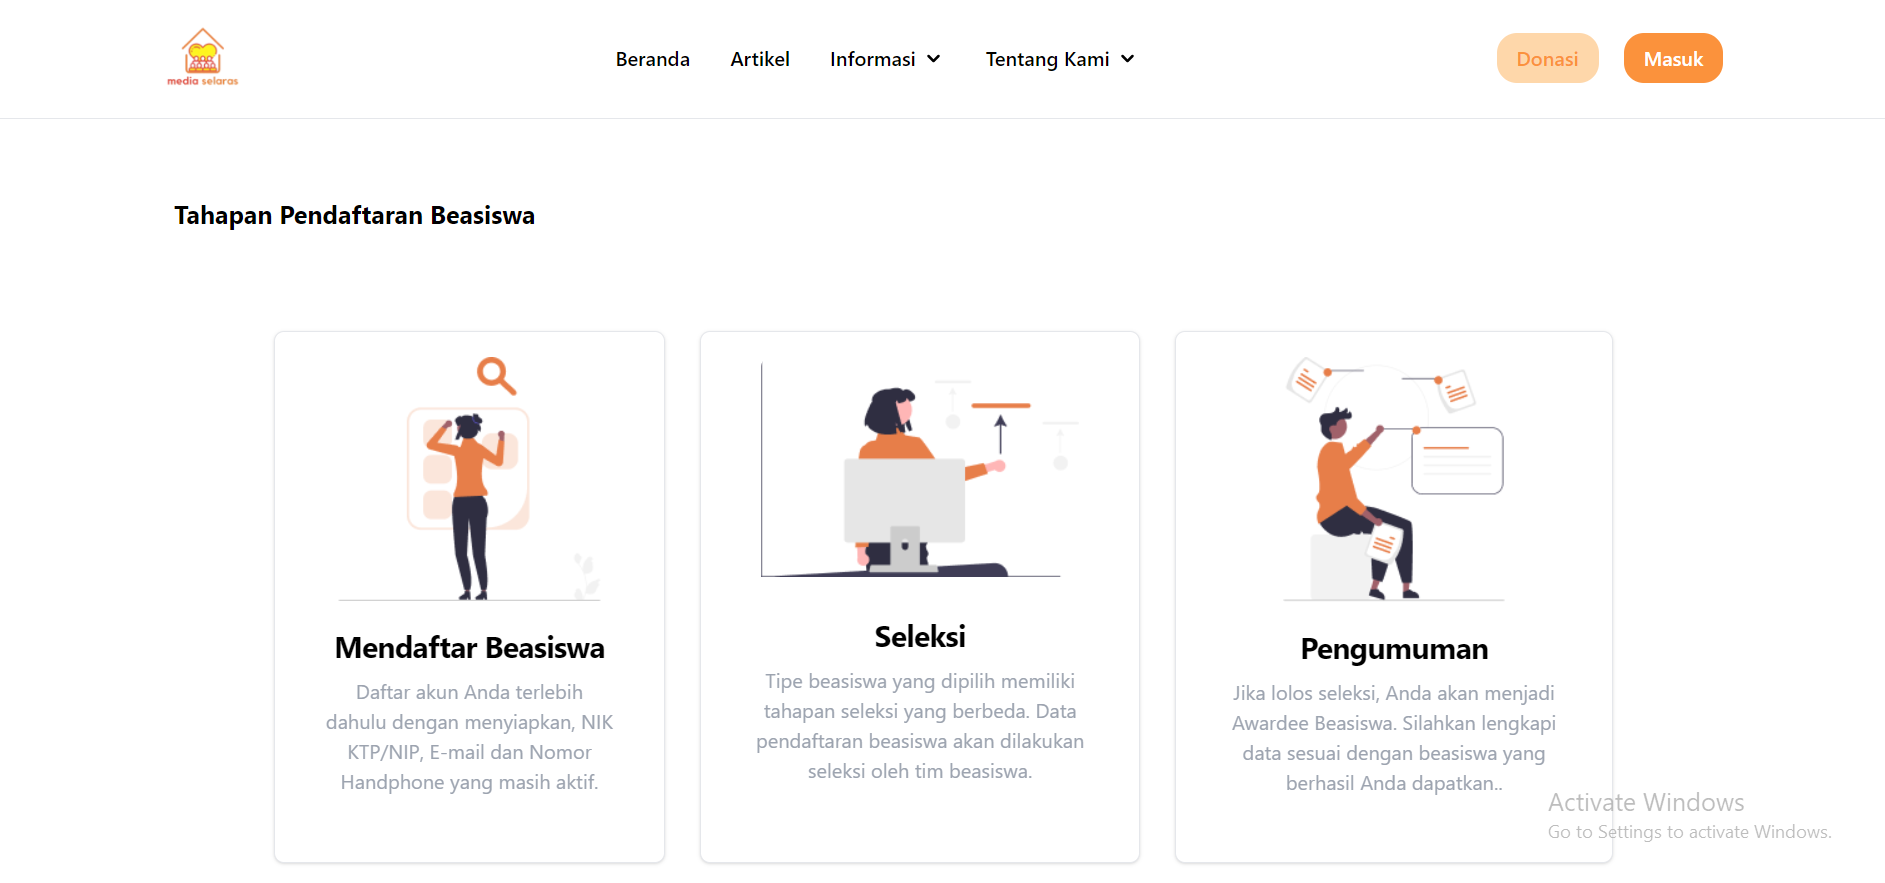 media selaras
Beranda
Artikel
Informasi
Tentang Kami
Donasi
Masuk
Tahapan Pendaftaran Beasiswa
Mendaftar Beasiswa
Daftar akun Anda terlebih
dahulu dengan menyiapkan, NIK
KTP/NIP, E-mail dan Nomor
Handphone yang masih aktif.
Seleksi
Tipe beasiswa yang dipilih memiliki
tahapan seleksi yang berbeda. Data
pendaftaran beasiswa akan dilakukan
seleksi oleh tim beasiswa.
Pengumuman
Jika lolos seleksi, Anda akan menjadi
Awardee Beasiswa. Silahkan lengkapi
data sesuai dengan beasiswa yang
berhasil Anda dapatkan..
Activate Windows
Go to Settings to activate Windows.